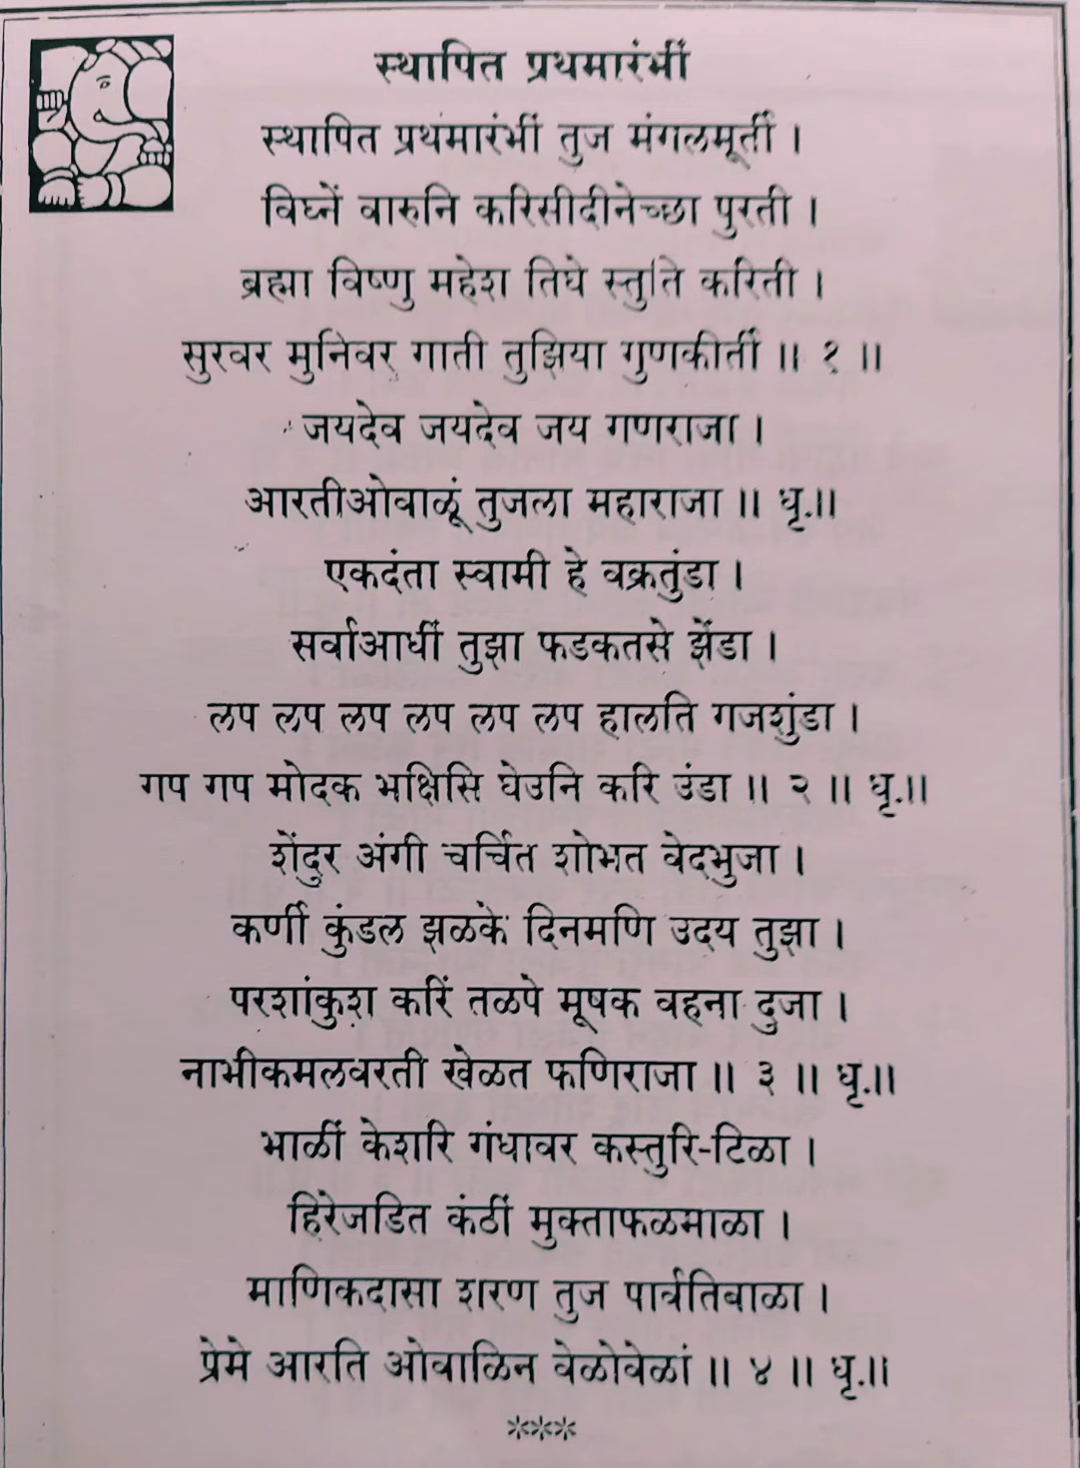 स्थापित प्रथमारंभीं
स्थापित प्रथमारंभीं तुज मंगलमूर्ती ।
विघ्नें वारुनि करिसीदीनेच्छा पुरती ।
ब्रह्मा विष्णु महेश तिघे स्तुति करिती ।
सुरवर मुनिवर गाती तुझिया गुणकीर्ती ॥ १ ॥
जयदेव जयदेव जय गणराजा ।
आरतीओवाळूं तुजला महाराजा ॥ धृ.॥
एकदंता स्वामी हे वक्रतुंडा ।
सर्वाआधीं तुझा फडकतसे झेंडा ।
लप लप लप लप लप लप हालति गजशुंडा ।
गप गप मोदक भक्षिसि घेउनि करि उंडा ॥ २ ॥ धृ.॥
शेंदुर अंगी चर्चित शोभत वेदभुजा ।
कर्णी कुंडल झळके दिनमणि उदय तुझा ।
परशांकुश करिं तळपे मूषक वहना दुजा ।
नाभीकमलवरती खेळत फणिराजा ॥ ३ ॥ धृ.॥
भाळीं केशरि गंधावर कस्तुरि-टिळा ।
हिरेजडित कंठीं मुक्ताफळमाळा ।
माणिकदासा शरण तुज पार्वतिबाळा ।
प्रेमे आरति ओवाळिन वेळोवेळां ॥ ४ ॥ धृ.॥
***